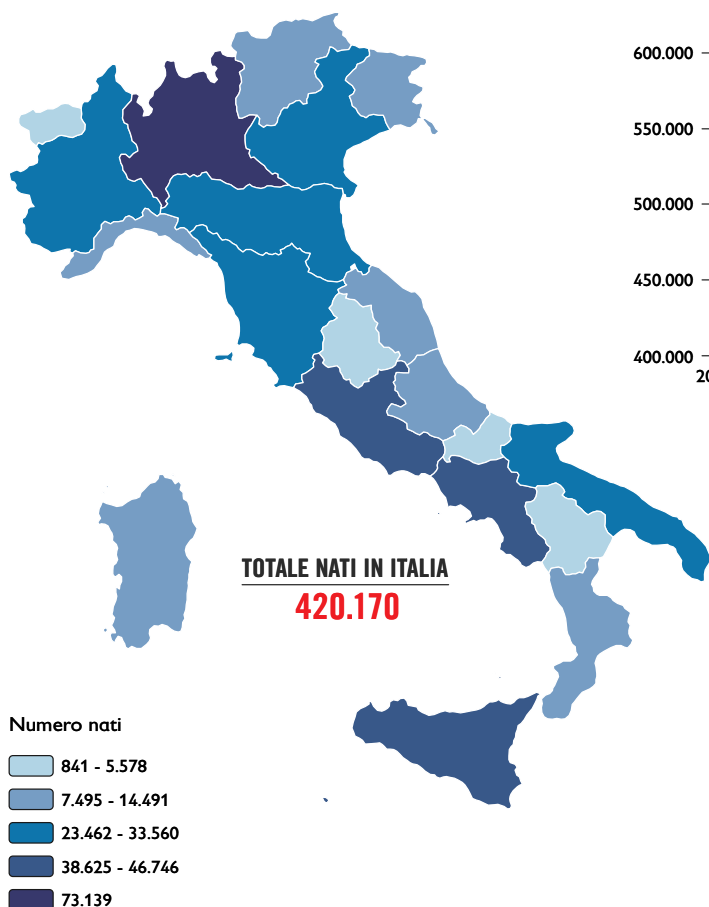 600.000
550.000
500.000
450.000
400.000
20
TOTALE NATI IN ITALIA
420.170
Numero nati
841 - 5.578
7.495 - 14.491
23.462 - 33.560
38.625 - 46.746
73.139